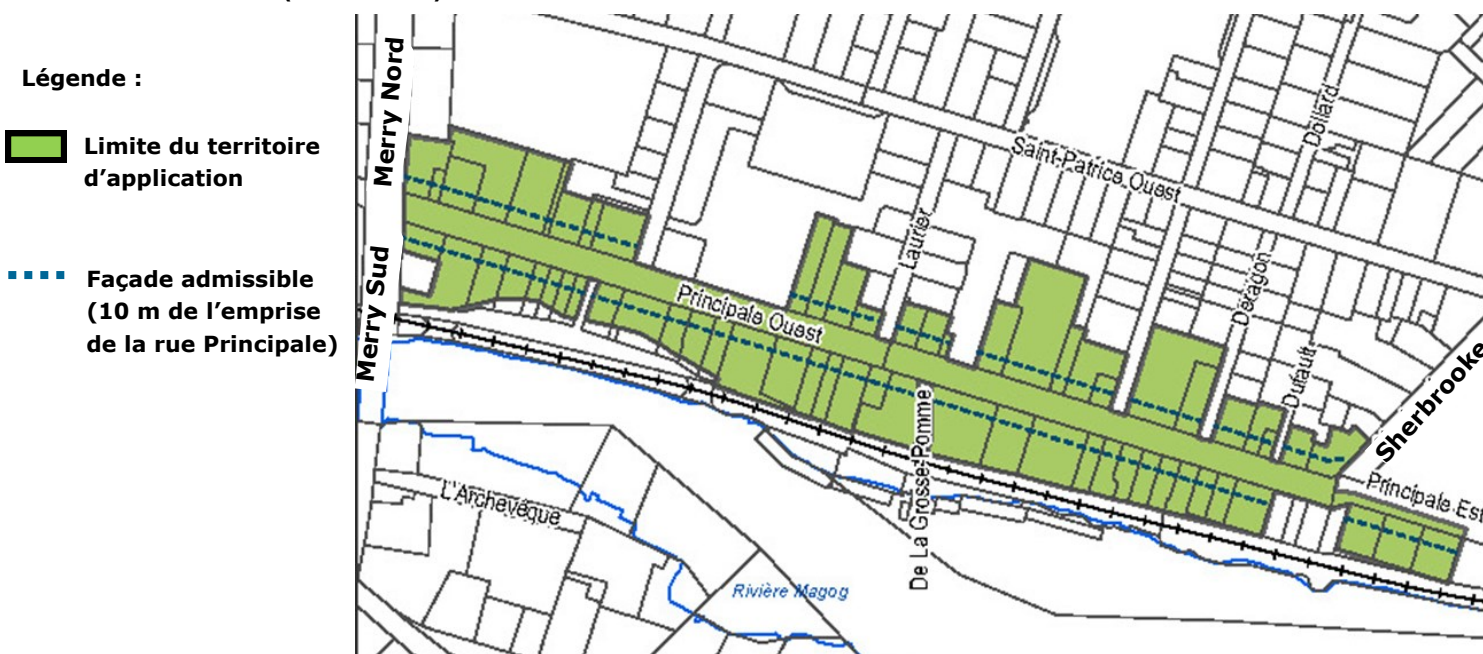 Légende :
Limite du territoire
d’application
Façade admissible
(10 m de l’emprise
de la rue Principale)
Merry Nord
Merry Sud
Saint-Patrice Ouest
Dollard
Laurier
Deragon
Dufault
Sherbrooke
Principale Ouest
Principale Est
De La Grosse-Pomme
L'Archevêque
Rivière Magog